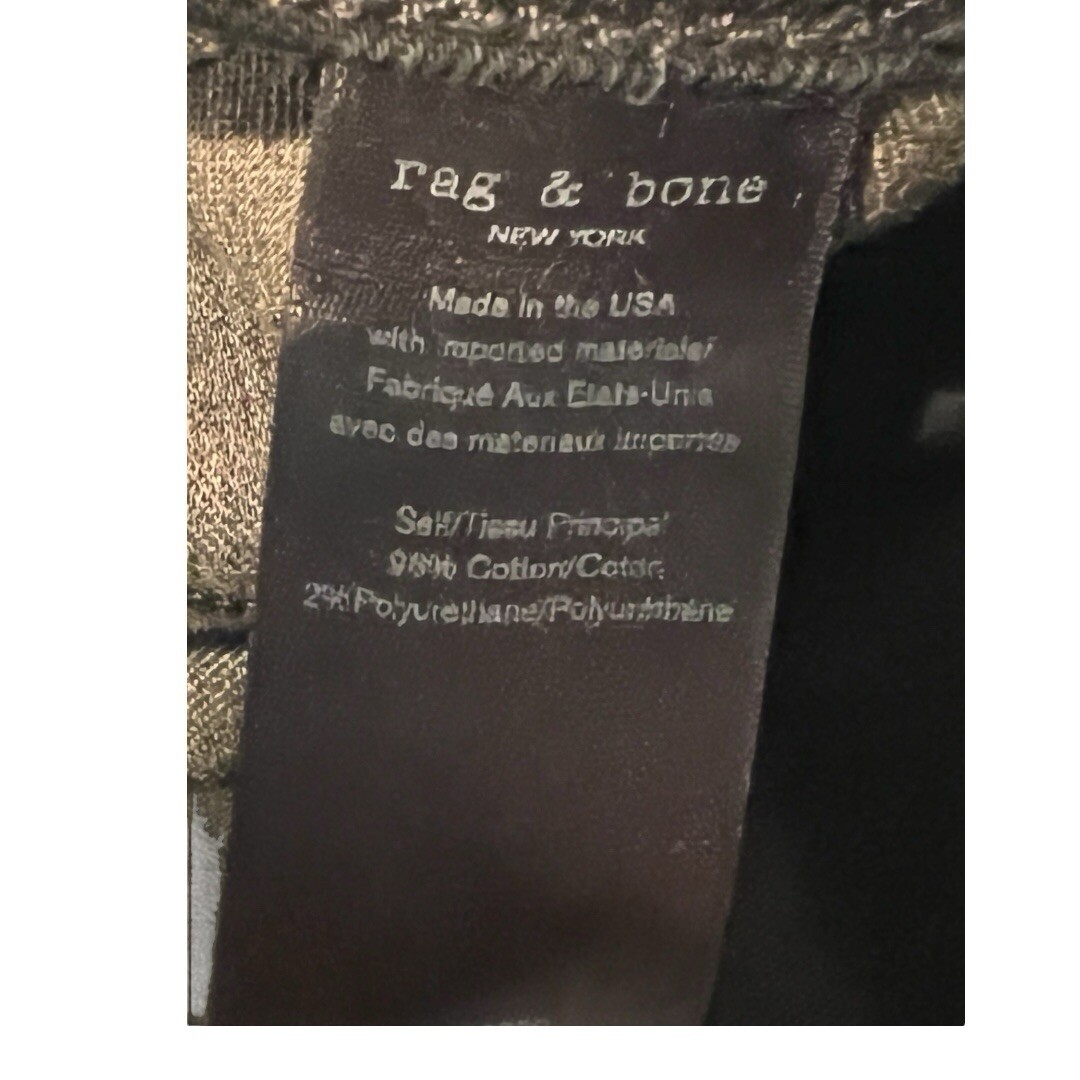 rag & bone
NEW YORK
Made in the USA
with imported materials/
Fabriqué Aux Etats-Unis
avec des materiaux importés
Self/Tissu Principal
98% Cotton/Coton
2% Polyurethane/Polyuréthane